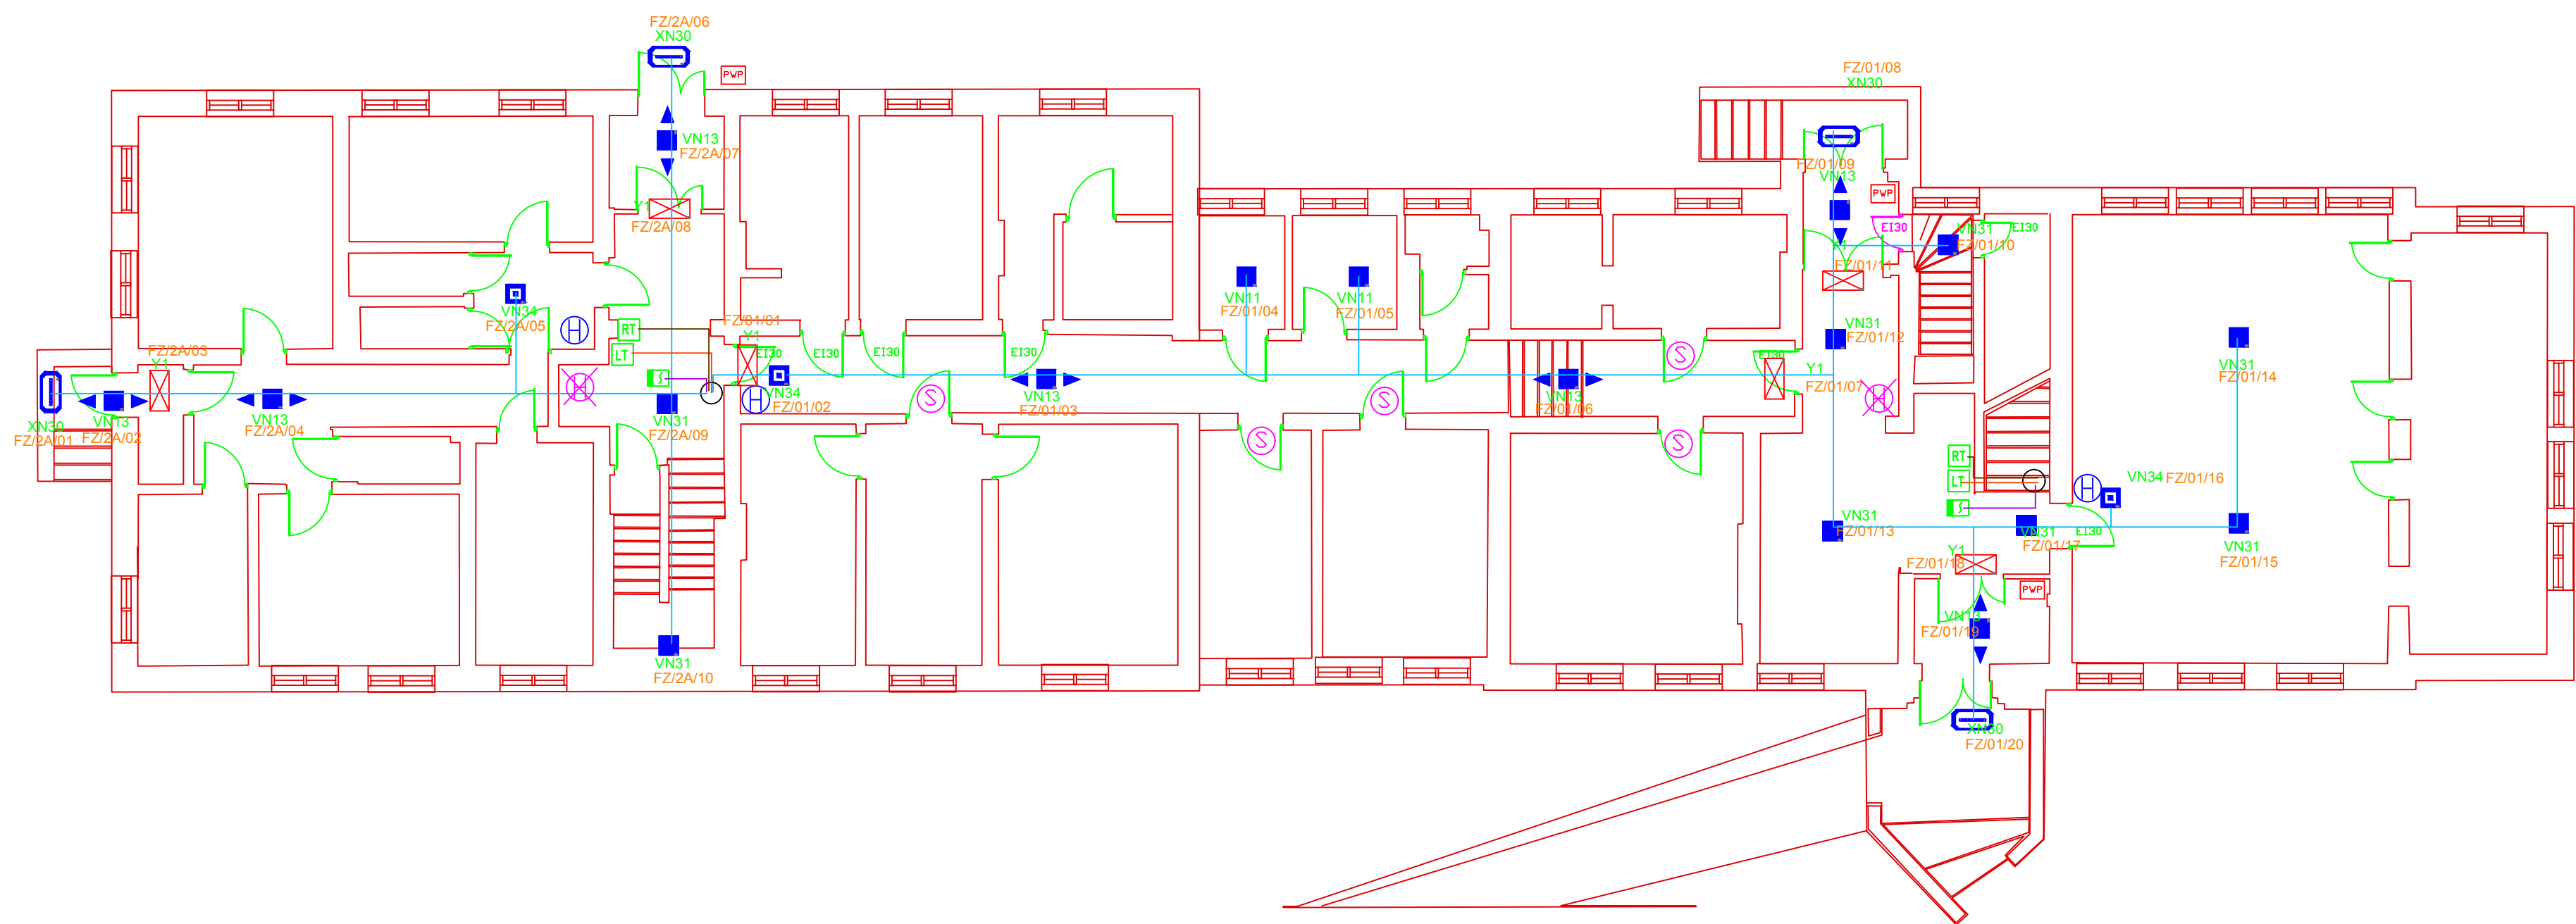 FZ/2A/06
XN30
PWP
VN13
FZ/2A/07
Y1
FZ/2A/08
FZ/01/08
XN30
FZ/01/09
VN13
PWP
EI30
VN31
FZ/01/10
EI30
Y1
FZ/01/11
VN34
FZ/2A/05
H
RT
LT
S
FZ/01/01
Y1
EI30
EI30
EI30
EI30
VN11
FZ/01/04
VN11
FZ/01/05
VN31
FZ/01/12
S
EI30
Y1
FZ/01/07
FZ/2A/03
Y1
H
VN34
FZ/01/02
H
S
VN13
FZ/01/03
S
VN13
FZ/01/06
H
VN31
FZ/01/14
XN30
FZ/2A/01
VN13
FZ/2A/02
VN13
FZ/2A/04
VN31
FZ/2A/09
S
S
RT
LT
S
H
VN34
FZ/01/16
VN31
FZ/01/13
VN31
FZ/01/17
EI30
VN31
FZ/01/15
Y1
FZ/01/18
PWP
VN13
FZ/01/19
VN31
FZ/2A/10
XN30
FZ/01/20